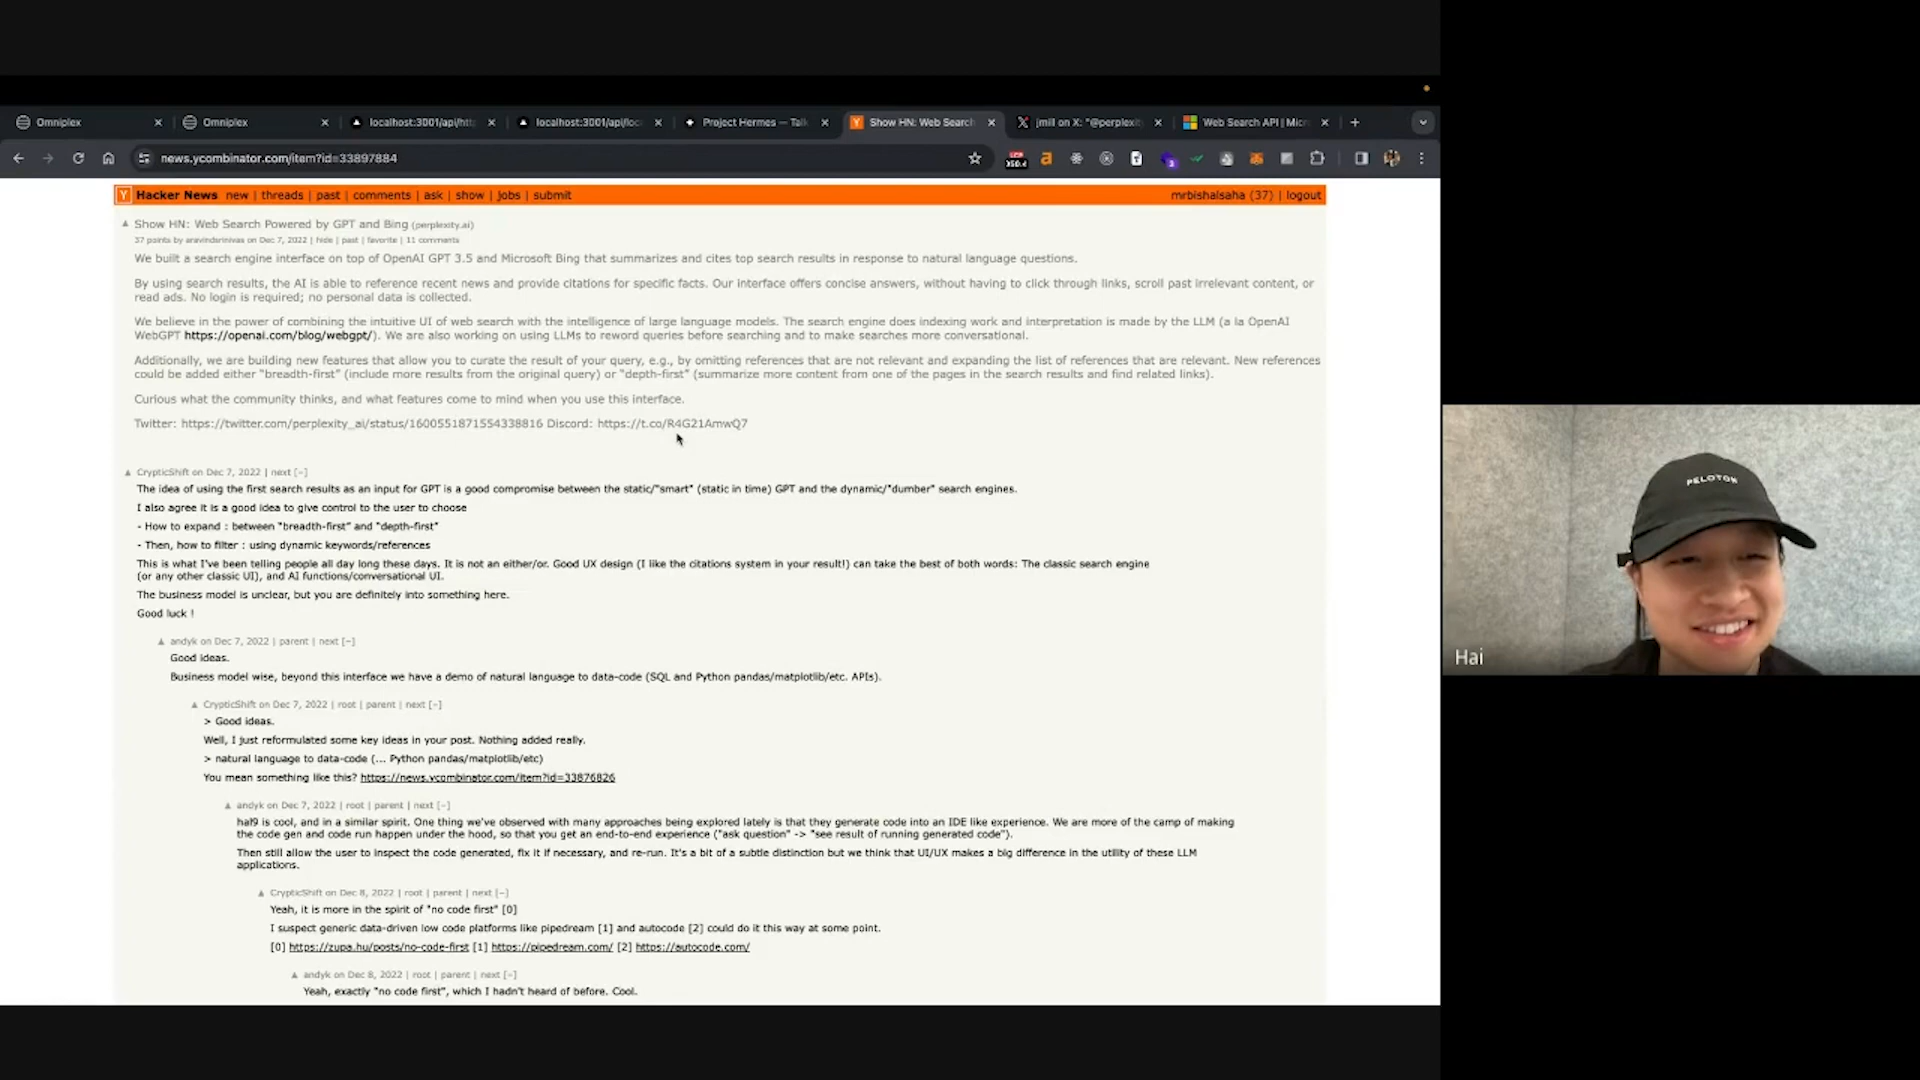 Omniplex
Omniplex
localhost:3001/api/htt
localhost:3001/api/loc
Project Hermes — Talk
Show HN: Web Search
jmill on X: "@perplexit
Web Search API | Micr
news.ycombinator.com/item?id=33897884
Y Hacker News new | threads | past | comments | ask | show | jobs | submit
mrbishalsaha (37) | logout
Show HN: Web Search Powered by GPT and Bing (perplexity.ai)
37 points by aravindsrinivas on Dec 7, 2022 | hide | past | favorite | 11 comments
We built a search engine interface on top of OpenAI GPT 3.5 and Microsoft Bing that summarizes and cites top search results in response to natural language questions.
By using search results, the AI is able to reference recent news and provide citations for specific facts. Our interface offers concise answers, without having to click through links, scroll past irrelevant content, or
read ads. No login is required; no personal data is collected.
We believe in the power of combining the intuitive UI of web search with the intelligence of large language models. The search engine does indexing work and interpretation is made by the LLM (a la OpenAI
WebGPT https://openai.com/blog/webgpt/). We are also working on using LLMs to reword queries before searching and to make searches more conversational.
Additionally, we are building new features that allow you to curate the result of your query, e.g., by omitting references that are not relevant and expanding the list of references that are relevant. New references
could be added either "breadth-first" (include more results from the original query) or "depth-first" (summarize more content from one of the pages in the search results and find related links).
Curious what the community thinks, and what features come to mind when you use this interface.
Twitter: https://twitter.com/perplexity_ai/status/1600551871554338816 Discord: https://t.co/R4G21AmwQ7
CrypticShift on Dec 7, 2022 | next [–]
The idea of using the first search results as an input for GPT is a good compromise between the static/"smart" (static in time) GPT and the dynamic/"dumber" search engines.
I also agree it is a good idea to give control to the user to choose
- How to expand : between "breadth-first" and "depth-first"
- Then, how to filter : using dynamic keywords/references
This is what I've been telling people all day long these days. It is not an either/or. Good UX design (I like the citations system in your result!) can take the best of both words: The classic search engine
(or any other classic UI), and AI functions/conversational UI.
The business model is unclear, but you are definitely into something here.
Good luck !
andyk on Dec 7, 2022 | parent | next [–]
Good ideas.
Business model wise, beyond this interface we have a demo of natural language to data-code (SQL and Python pandas/matplotlib/etc. APIs).
CrypticShift on Dec 7, 2022 | root | parent | next [–]
> Good ideas.
Well, I just reformulated some key ideas in your post. Nothing added really.
> natural language to data-code (... Python pandas/matplotlib/etc)
You mean something like this? https://news.ycombinator.com/item?id=33876826
andyk on Dec 7, 2022 | root | parent | next [–]
hal9 is cool, and in a similar spirit. One thing we've observed with many approaches being explored lately is that they generate code into an IDE like experience. We are more of the camp of making
the code gen and code run happen under the hood, so that you get an end-to-end experience ("ask question" -> "see result of running generated code").
Then still allow the user to inspect the code generated, fix it if necessary, and re-run. It's a bit of a subtle distinction but we think that UI/UX makes a big difference in the utility of these LLM
applications.
CrypticShift on Dec 8, 2022 | root | parent | next [–]
Yeah, it is more in the spirit of "no code first" [0]
I suspect generic data-driven low code platforms like pipedream [1] and autocode [2] could do it this way at some point.
[0] https://zupa.hu/posts/no-code-first [1] https://pipedream.com/ [2] https://autocode.com/
andyk on Dec 8, 2022 | root | parent | next [–]
Yeah, exactly "no code first", which I hadn't heard of before. Cool.
PELOTON
Hai